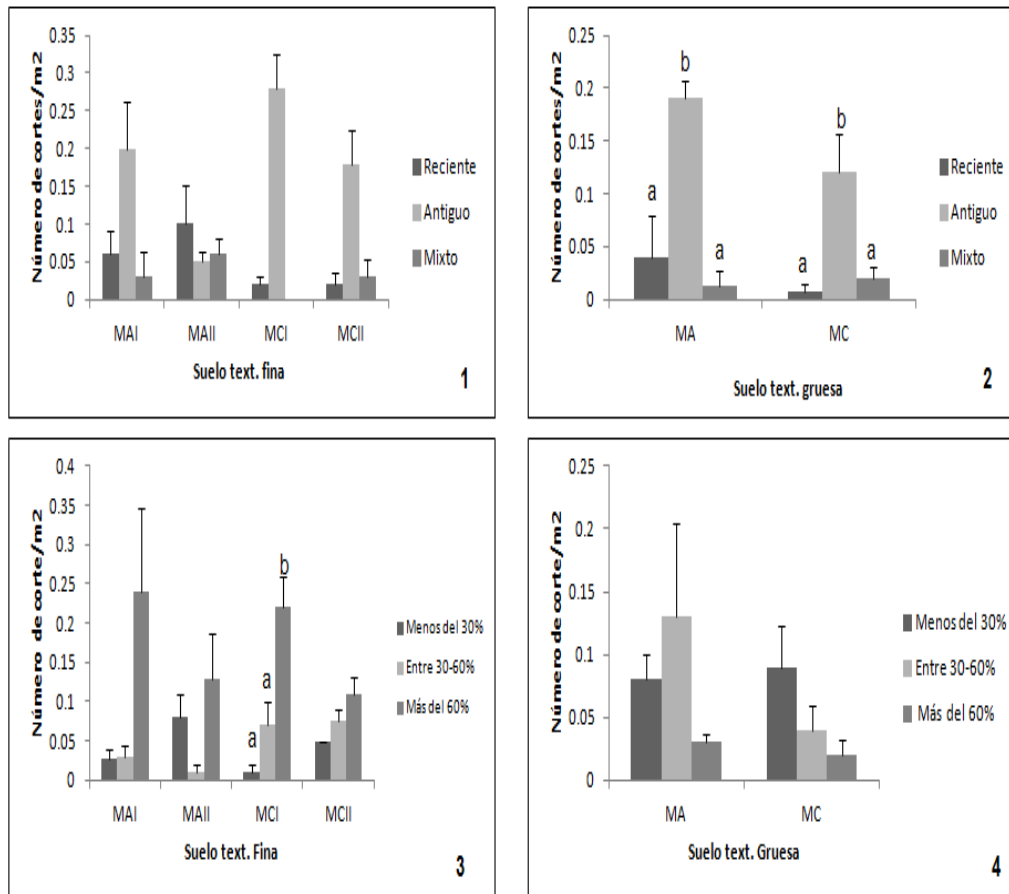 Número de cortes/m2
0.35
0.3
0.25
0.2
0.15
0.1
0.05
0
MAI MAII MCI MCII
Suelo text. fina
Reciente
Antiguo
Mixto
1
Número de cortes/m2
0.25
0.2
0.15
0.1
0.05
0
a b a a b a
MA MC
Suelo text. gruesa
Reciente
Antiguo
Mixto
2
Número de corte/m2
0.4
0.35
0.3
0.25
0.2
0.15
0.1
0.05
0
a a b
MAI MAII MCI MCII
Suelo text. Fina
Menos del 30%
Entre 30-60%
Más del 60%
3
Número de corte/m2
0.25
0.2
0.15
0.1
0.05
0
MA MC
Suelo text. Gruesa
Menos del 30%
Entre 30-60%
Más del 60%
4